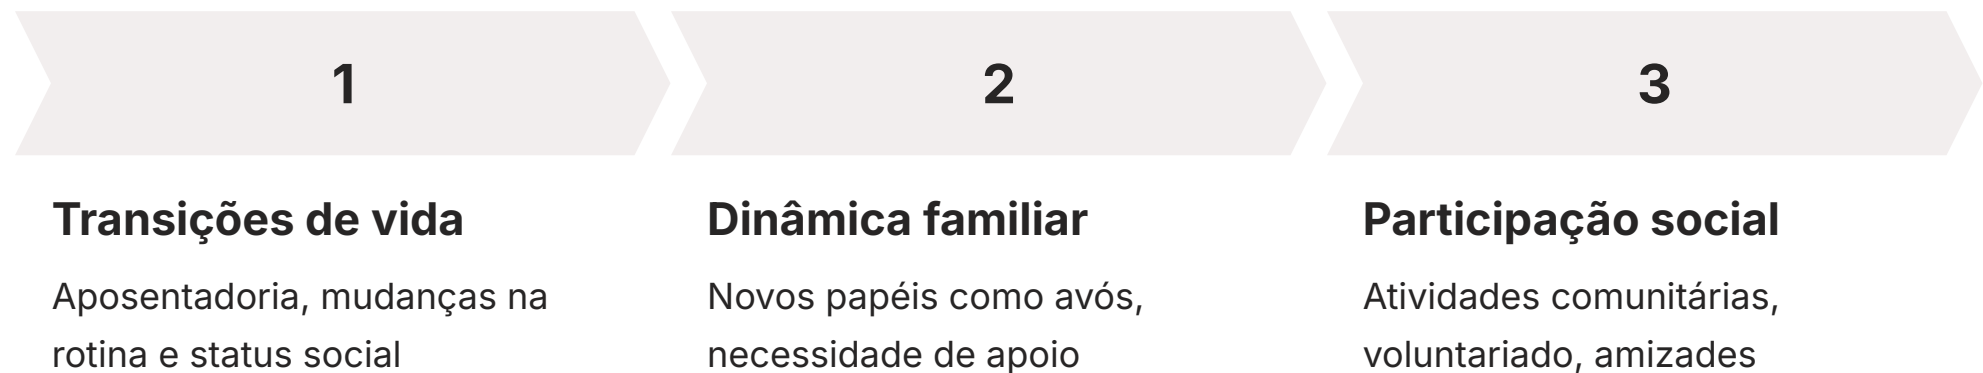 1
Transições de vida
Aposentadoria, mudanças na
rotina e status social
2
Dinâmica familiar
Novos papéis como avós,
necessidade de apoio
3
Participação social
Atividades comunitárias,
voluntariado, amizades